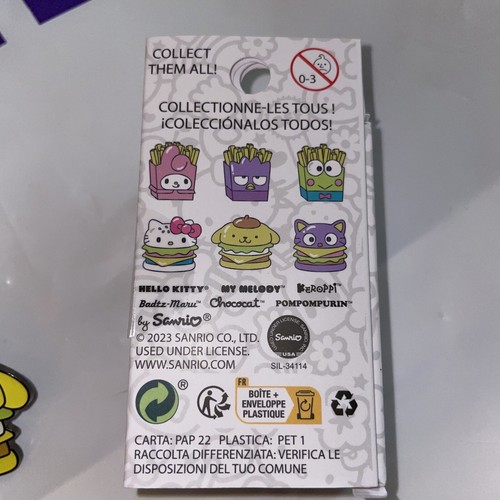 COLLECT
THEM ALL!
0-3
COLLECTIONNE-LES TOUS !
¡COLECCIÓNALOS TODOS!
HELLO KITTY® MY MELODY™ KEROPPI™
Badtz-Maru™ Chococat™ POMPOMPURIN™
by Sanrio®
© 2023 SANRIO CO., LTD.
USED UNDER LICENSE.
WWW.SANRIO.COM
Sanrio
USA
SIL-34114
®
FR
BOÎTE +
ENVELOPPE
PLASTIQUE
CARTA: PAP 22 PLASTICA: PET 1
RACCOLTA DIFFERENZIATA: VERIFICA LE
DISPOSIZIONI DEL TUO COMUNE